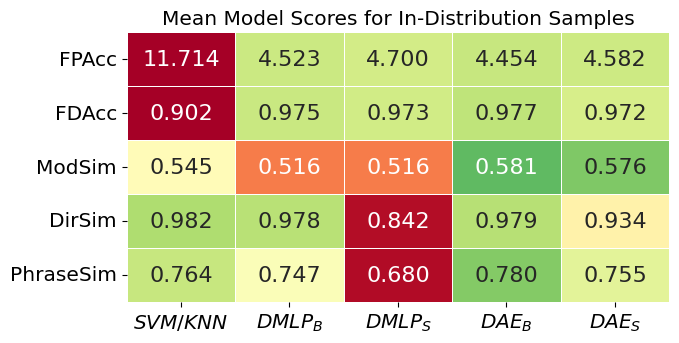 Mean Model Scores for In-Distribution Samples
FPAcc 11.714 4.523 4.700 4.454 4.582
FDAcc 0.902 0.975 0.973 0.977 0.972
ModSim 0.545 0.516 0.516 0.581 0.576
DirSim 0.982 0.978 0.842 0.979 0.934
PhraseSim 0.764 0.747 0.680 0.780 0.755
SVM/KNN DMLP_B DMLP_S DAE_B DAE_S